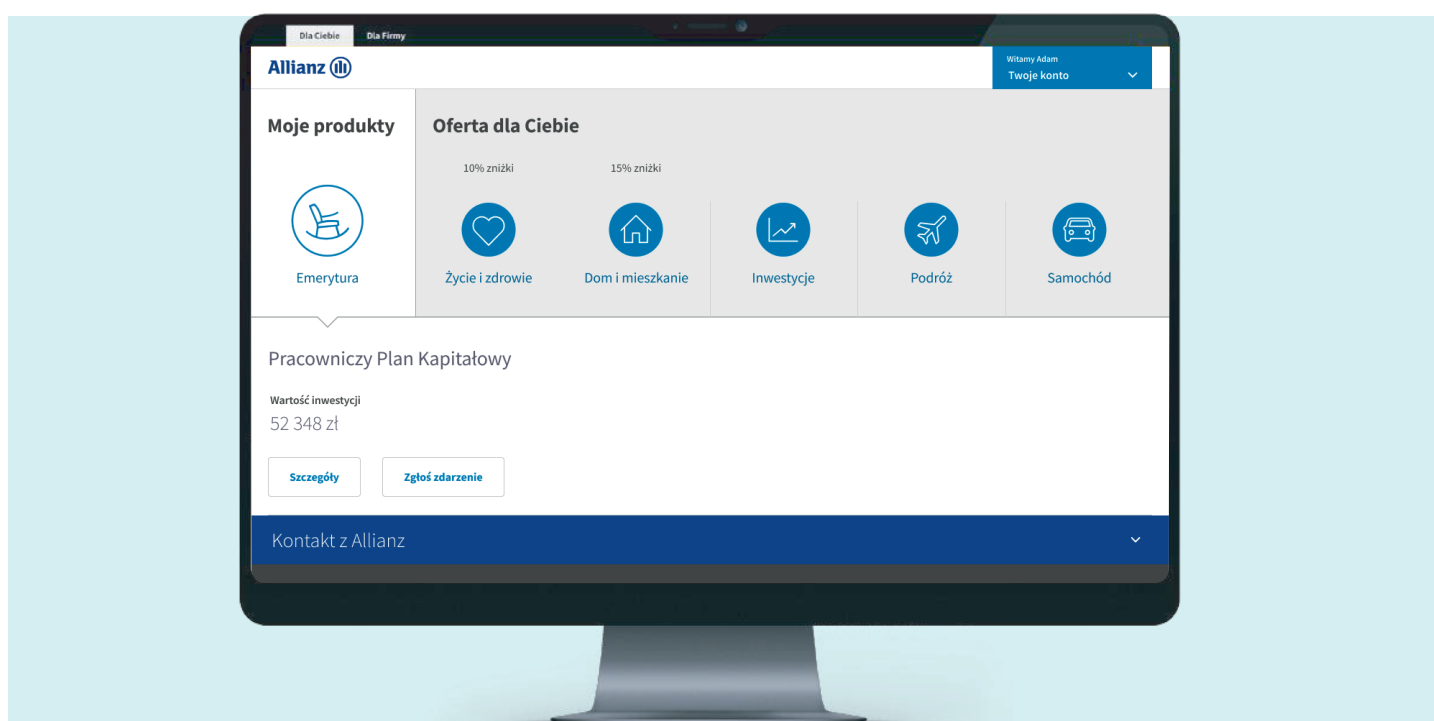 Dla Ciebie Dla Firmy
Allianz
Witamy Adam
Twoje konto
Moje produkty
Oferta dla Ciebie
10% zniżki
15% zniżki
Emerytura
Życie i zdrowie
Dom i mieszkanie
Inwestycje
Podróż
Samochód
Pracowniczy Plan Kapitałowy
Wartość inwestycji
52 348 zł
Szczegóły
Zgłoś zdarzenie
Kontakt z Allianz